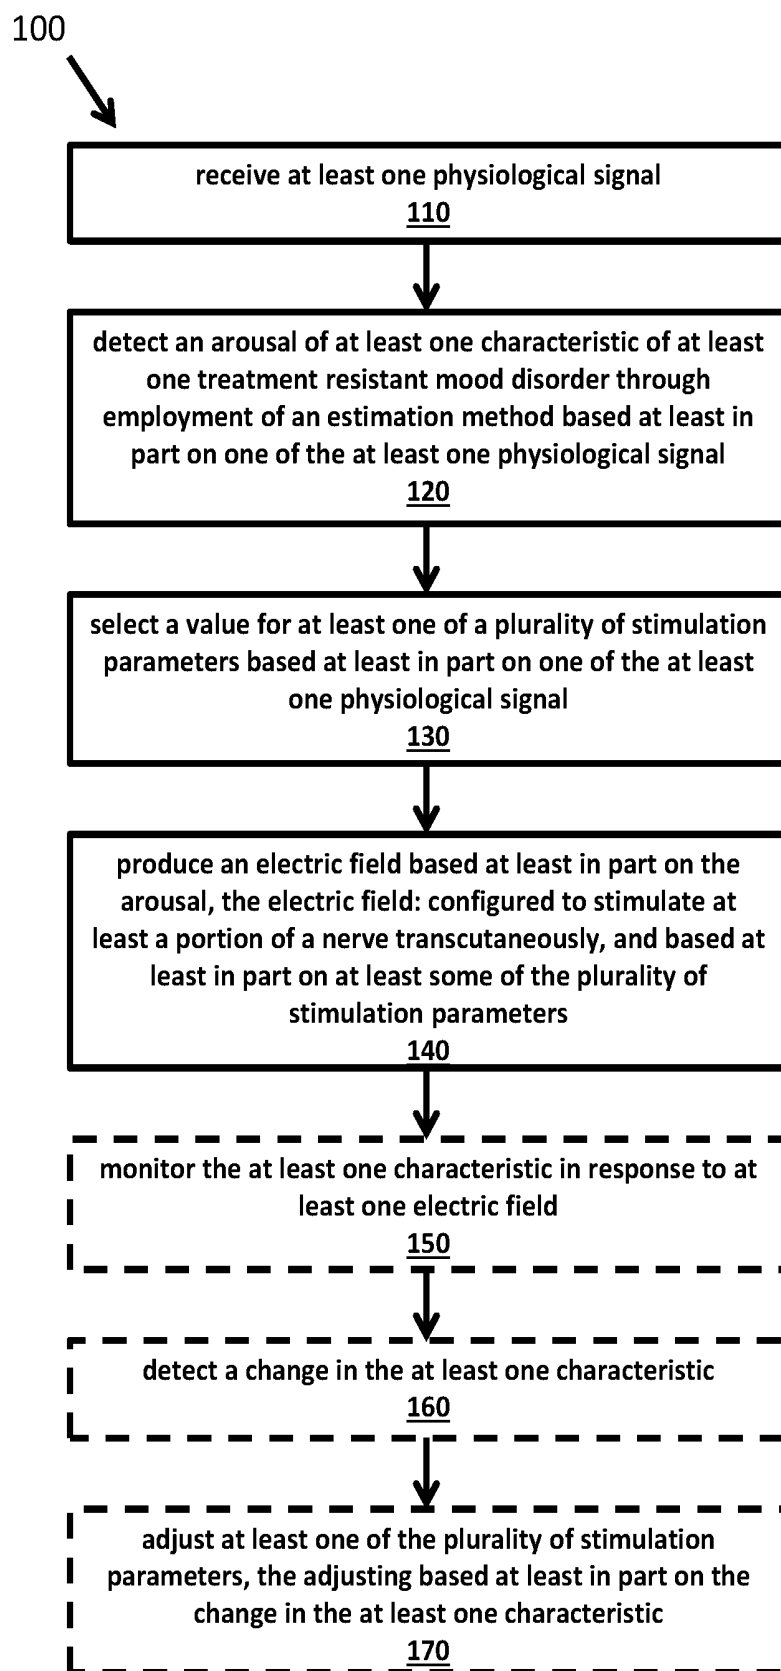 100
receive at least one physiological signal
110
detect an arousal of at least one characteristic of at least
one treatment resistant mood disorder through
employment of an estimation method based at least in
part on one of the at least one physiological signal
120
select a value for at least one of a plurality of stimulation
parameters based at least in part on one of the at least
one physiological signal
130
produce an electric field based at least in part on the
arousal, the electric field: configured to stimulate at
least a portion of a nerve transcutaneously, and based at
least in part on at least some of the plurality of
stimulation parameters
140
monitor the at least one characteristic in response to at
least one electric field
150
detect a change in the at least one characteristic
160
adjust at least one of the plurality of stimulation
parameters, the adjusting based at least in part on the
change in the at least one characteristic
170